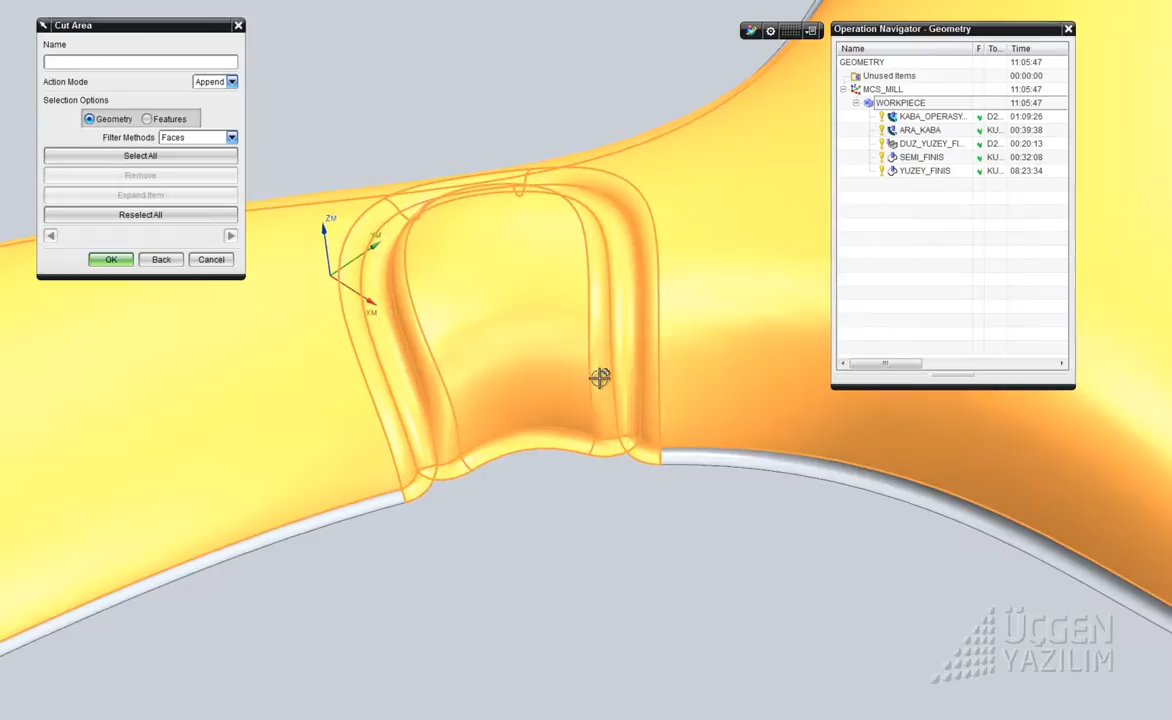 Cut Area
Name
Action Mode
Append
Selection Options
Geometry
Features
Filter Methods
Faces
Select All
Remove
Expand Item
Reselect All
OK
Back
Cancel
ZM
YM
XM
Operation Navigator - Geometry
Name F To... Time
GEOMETRY 11:05:47
Unused Items 00:00:00
MCS_MILL 11:05:47
WORKPIECE 11:05:47
KABA_OPERASY... D2... 01:09:26
ARA_KABA KU... 00:39:38
DUZ_YUZEY_FI... D2... 00:20:13
SEMI_FINIS KU... 00:32:08
YUZEY_FINIS KU... 08:23:34
ÜÇGEN
YAZILIM